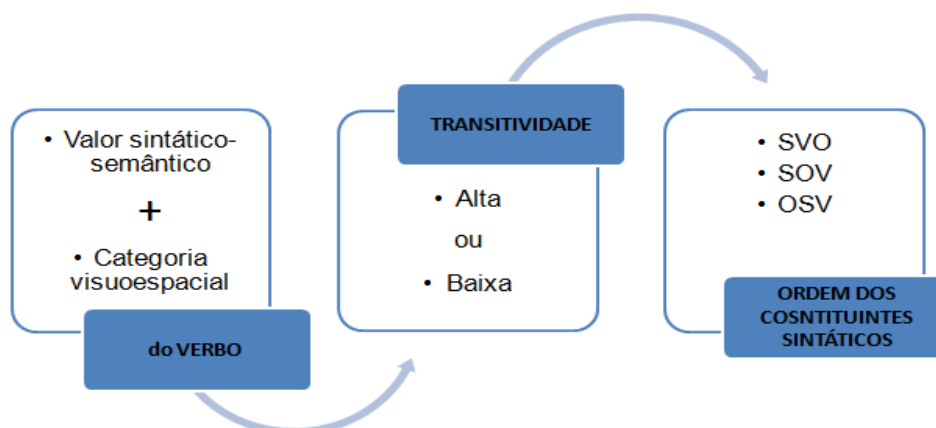 • Valor sintático-
semântico
+
• Categoria
visuoespacial
do VERBO
TRANSITIVIDADE
• Alta
ou
• Baixa
• SVO
• SOV
• OSV
ORDEM DOS
COSNTITUINTES
SINTÁTICOS